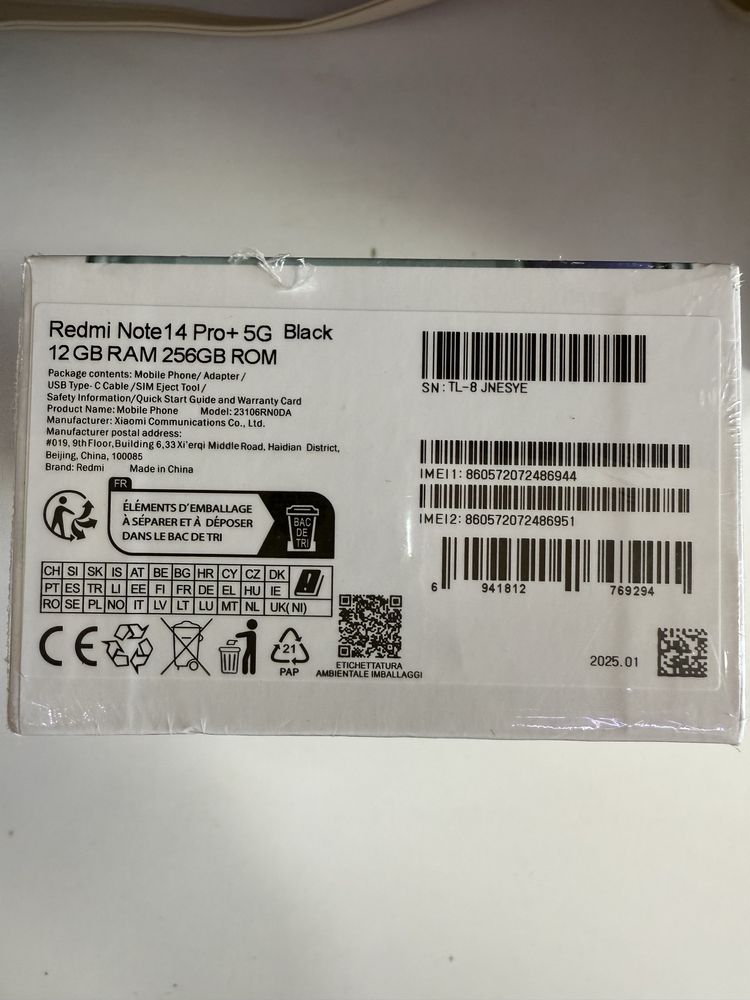 Redmi Note14 Pro+ 5G Black
12 GB RAM 256GB ROM
Package contents: Mobile Phone/ Adapter /
USB Type- C Cable /SIM Eject Tool /
Safety Information/Quick Start Guide and Warranty Card
Product Name: Mobile Phone Model: 23106RN0DA
Manufacturer: Xiaomi Communications Co., Ltd.
Manufacturer postal address:
#019, 9th Floor, Building 6,33 Xi'erqi Middle Road, Haidian District,
Beijing, China, 100085
Brand: Redmi Made in China
FR
ÉLÉMENTS D'EMBALLAGE
À SÉPARER ET À DÉPOSER
DANS LE BAC DE TRI
BAC
DE
TRI
CH SI SK IS AT BE BG HR CY CZ DK
PT ES TR LI EE FI FR DE EL HU IE
RO SE PL NO IT LV LT LU MT NL UK( NI)
CE
21
PAP
ETICHETTATURA
AMBIENTALE IMBALLAGGI
SN: TL-8 JNESYE
IMEI1: 860572072486944
IMEI2: 860572072486951
6 941812 769294
2025.01